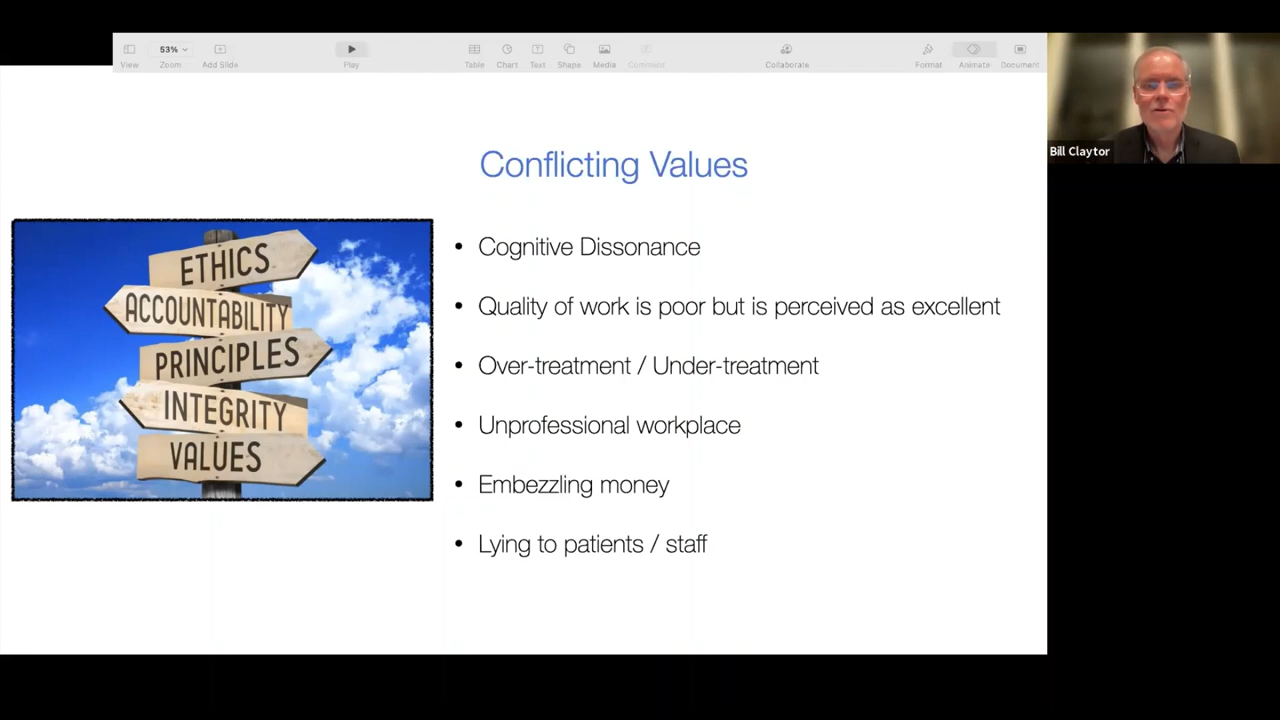 53%
View
Zoom
Add Slide
Play
Table
Chart
Text
Shape
Media
Comment
Collaborate
Format
Animate
Document
Bill Claytor
Conflicting Values
ETHICS
ACCOUNTABILITY
PRINCIPLES
INTEGRITY
VALUES
• Cognitive Dissonance
• Quality of work is poor but is perceived as excellent
• Over-treatment / Under-treatment
• Unprofessional workplace
• Embezzling money
• Lying to patients / staff